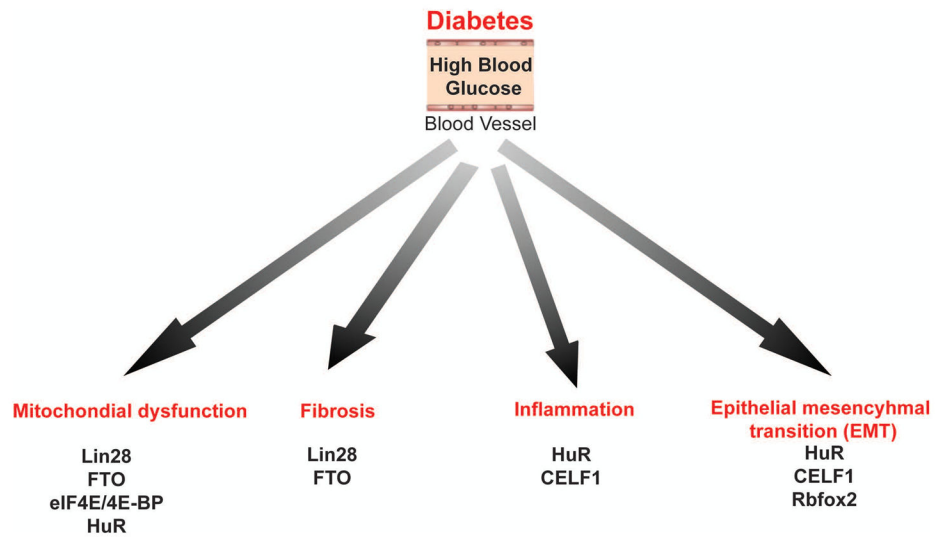 Diabetes
High Blood
Glucose
Blood Vessel
Mitochondial dysfunction
Lin28
FTO
eIF4E/4E-BP
HuR
Fibrosis
Lin28
FTO
Inflammation
HuR
CELF1
Epithelial mesencyhmal
transition (EMT)
HuR
CELF1
Rbfox2